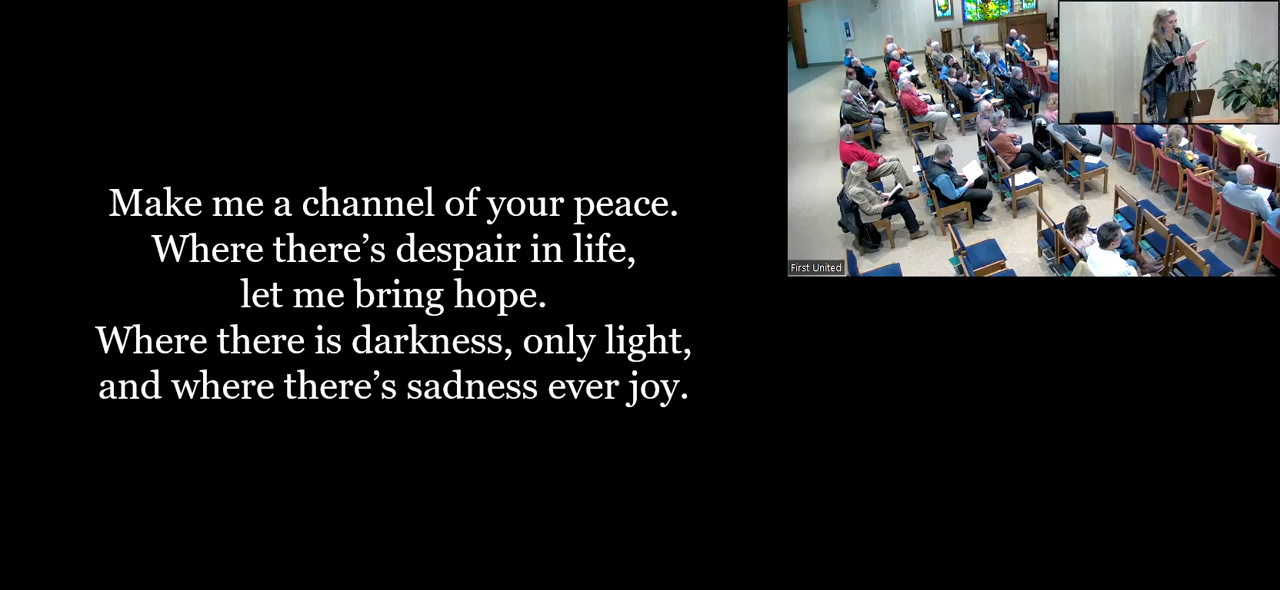 Make me a channel of your peace.
Where there’s despair in life,
let me bring hope.
Where there is darkness, only light,
and where there’s sadness ever joy.
First United